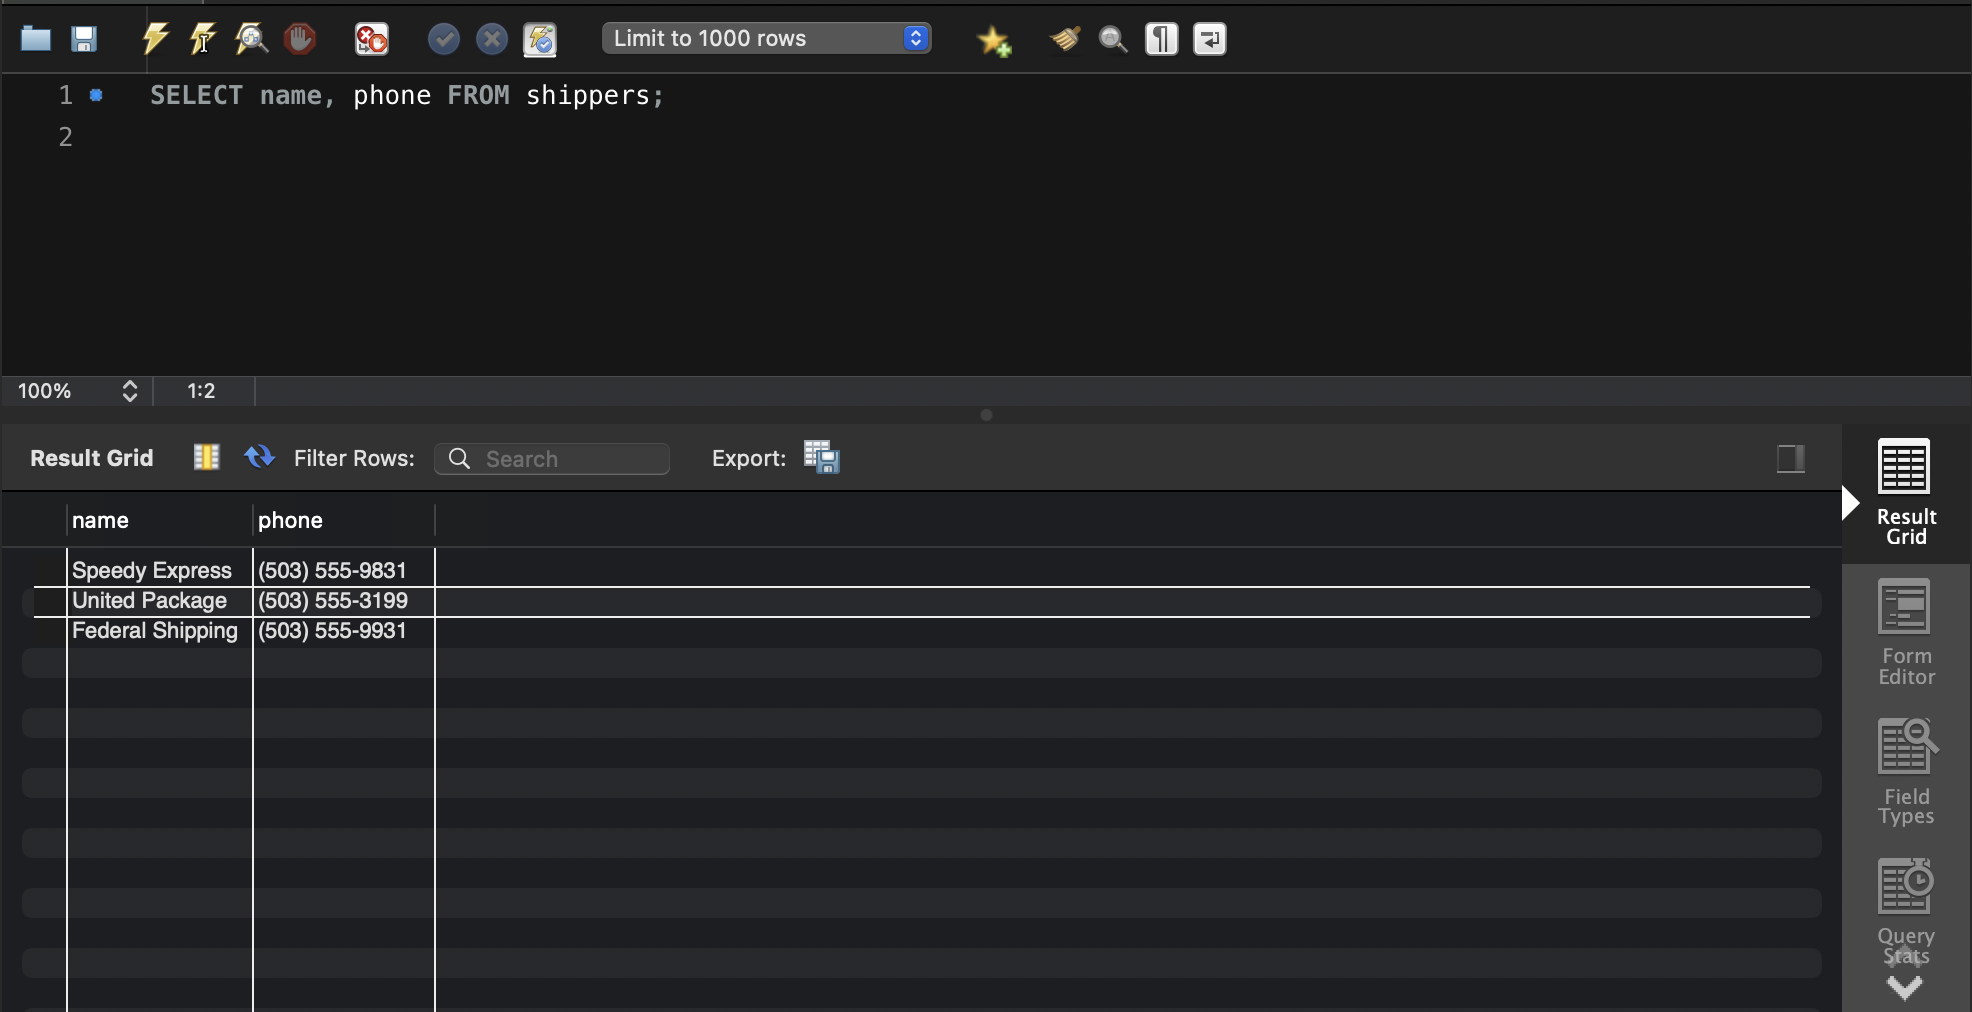 Limit to 1000 rows
1 SELECT name, phone FROM shippers;
2
100% 1:2
Result Grid Filter Rows: Search Export:
name phone
Speedy Express (503) 555-9831
United Package (503) 555-3199
Federal Shipping (503) 555-9931
Result
Grid
Form
Editor
Field
Types
Query
Stats